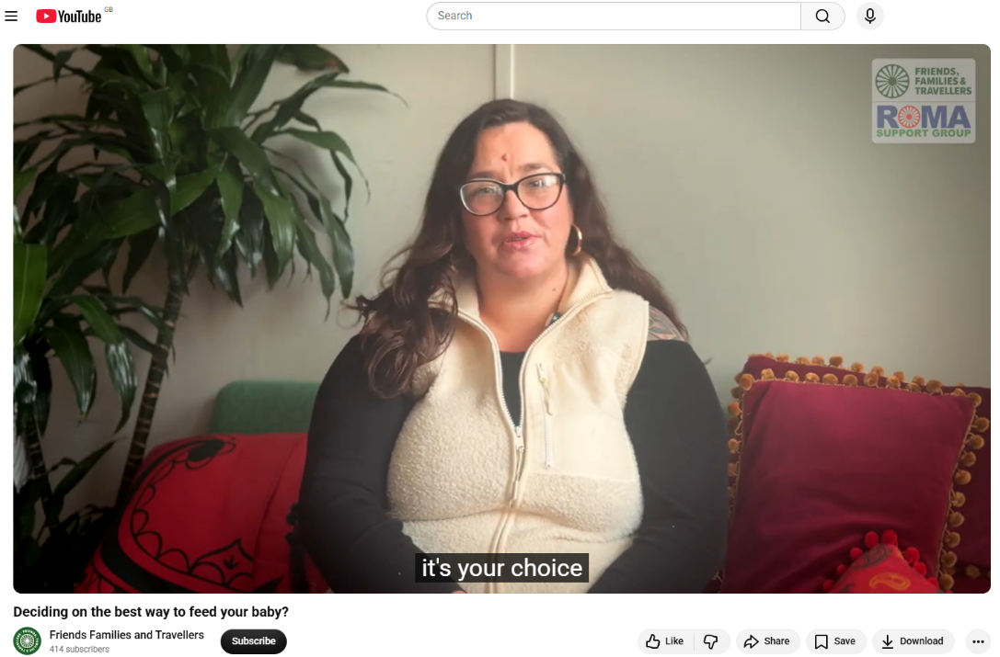 YouTube GB
Search
FRIENDS,
FAMILIES &
TRAVELLERS
ROMA
SUPPORT GROUP
it's your choice
Deciding on the best way to feed your baby?
Friends Families and Travellers
414 subscribers
Subscribe
Like
Share
Save
Download